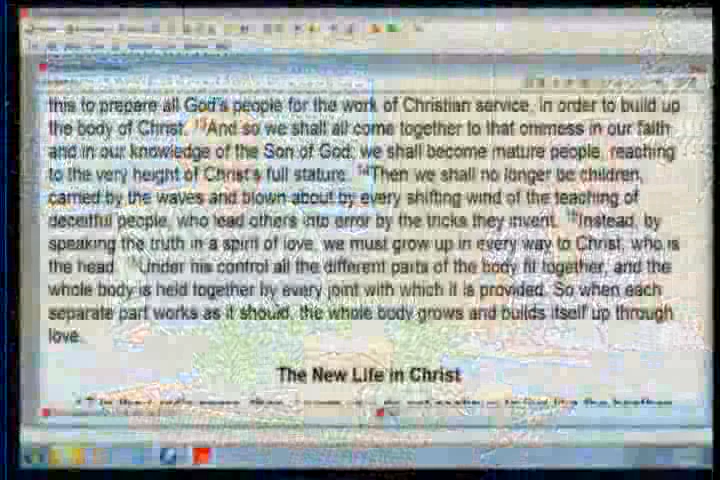 this to prepare all God's people for the work of Christian service, in order to build up
the body of Christ. 13And so we shall all come together to that oneness in our faith
and in our knowledge of the Son of God; we shall become mature people, reaching
to the very height of Christ's full stature. 14Then we shall no longer be children,
carried by the waves and blown about by every shifting wind of the teaching of
deceitful people, who lead others into error by the tricks they invent. 15Instead, by
speaking the truth in a spirit of love, we must grow up in every way to Christ, who is
the head. Under his control all the different parts of the body fit together, and the
whole body is held together by every joint with which it is provided. So when each
separate part works as it should, the whole body grows and builds itself up through
love.
The New Life in Christ